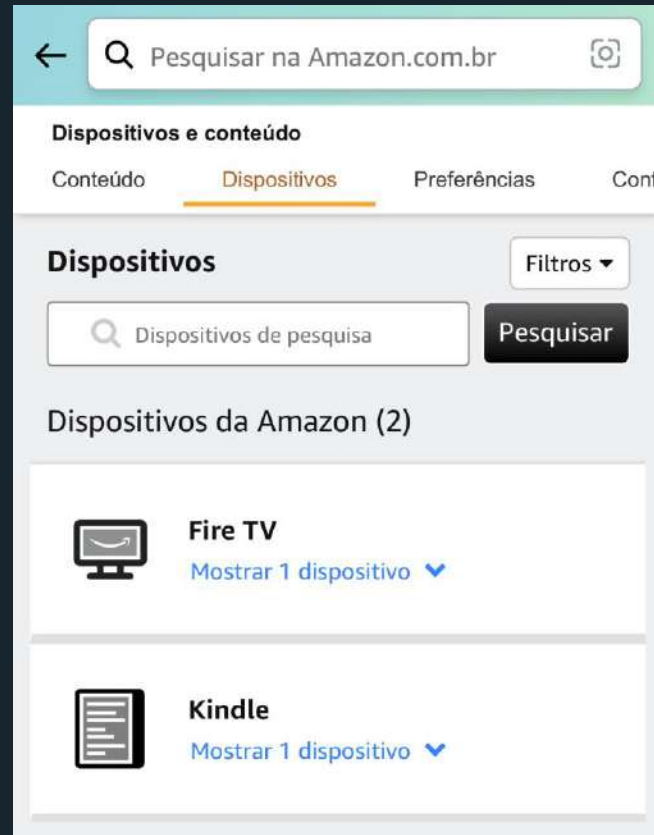 Pesquisar na Amazon.com.br
Dispositivos e conteúdo
Conteúdo Dispositivos Preferências
Dispositivos Filtros
Dispositivos de pesquisa Pesquisar
Dispositivos da Amazon (2)
Fire TV
Mostrar 1 dispositivo
Kindle
Mostrar 1 dispositivo